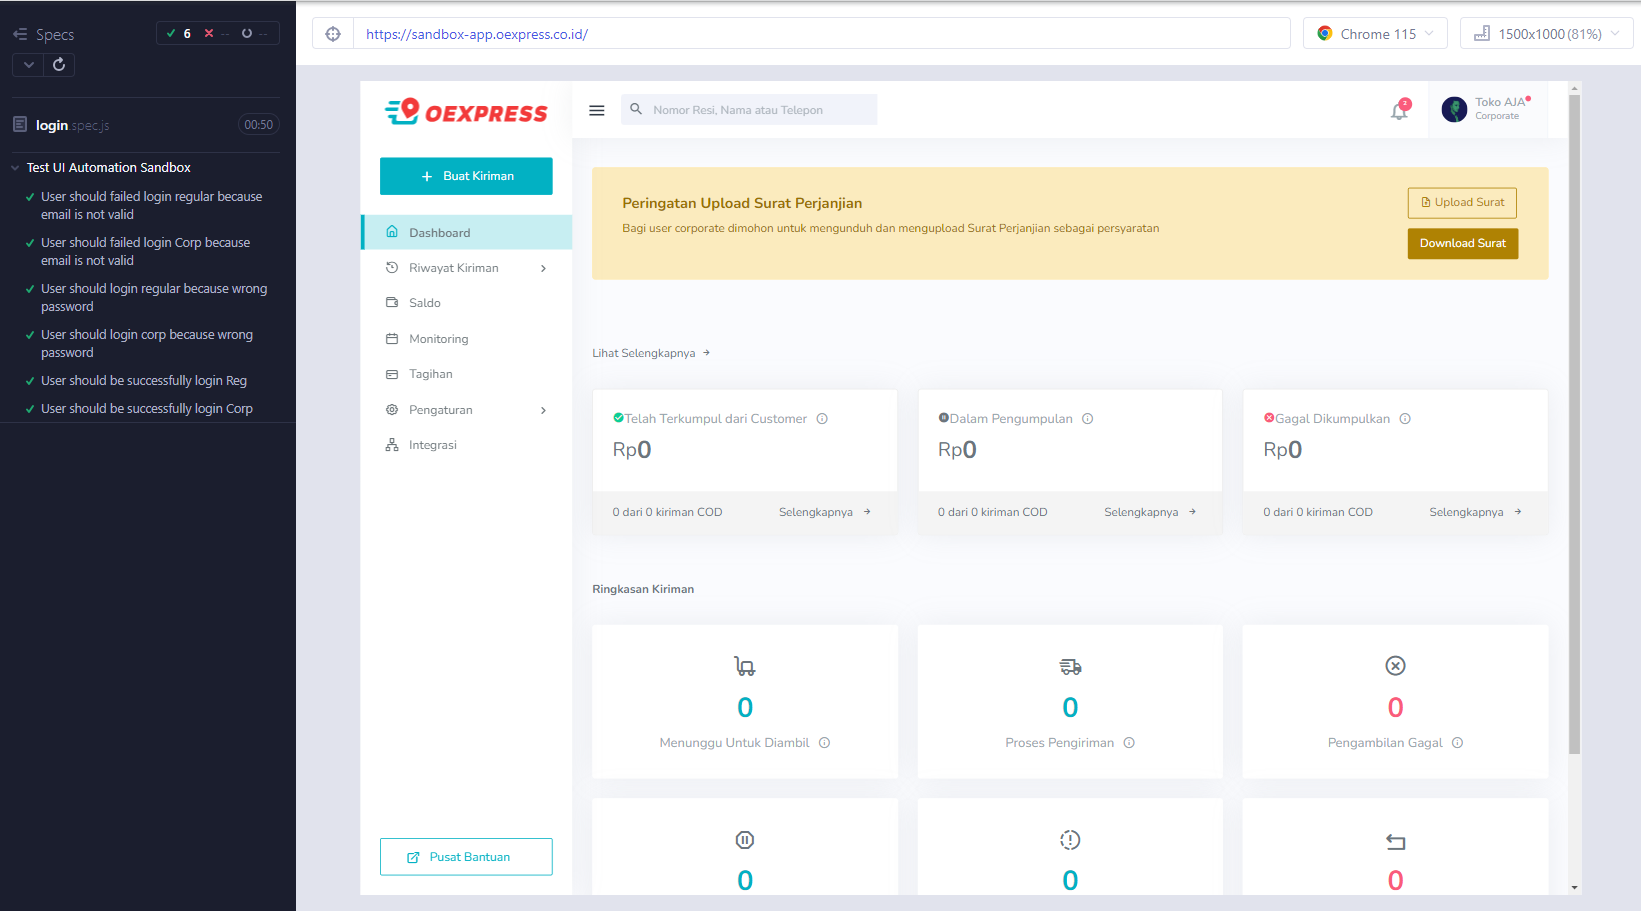 Specs
6
--
--
login.spec.js
00:50
Test UI Automation Sandbox
User should failed login regular because
email is not valid
User should failed login Corp because
email is not valid
User should login regular because wrong
password
User should login corp because wrong
password
User should be successfully login Reg
User should be successfully login Corp
https://sandbox-app.oexpress.co.id/
Chrome 115
1500x1000 (81%)
OEXPRESS
Nomor Resi, Nama atau Telepon
2
Toko AJA
Corporate
Buat Kiriman
Dashboard
Riwayat Kiriman
Saldo
Monitoring
Tagihan
Pengaturan
Integrasi
Pusat Bantuan
Peringatan Upload Surat Perjanjian
Bagi user corporate dimohon untuk mengunduh dan mengupload Surat Perjanjian sebagai persyaratan
Upload Surat
Download Surat
Lihat Selengkapnya
Telah Terkumpul dari Customer
Rp0
0 dari 0 kiriman COD
Selengkapnya
Dalam Pengumpulan
Rp0
0 dari 0 kiriman COD
Selengkapnya
Gagal Dikumpulkan
Rp0
0 dari 0 kiriman COD
Selengkapnya
Ringkasan Kiriman
0
Menunggu Untuk Diambil
0
Proses Pengiriman
0
Pengambilan Gagal
0
0
0